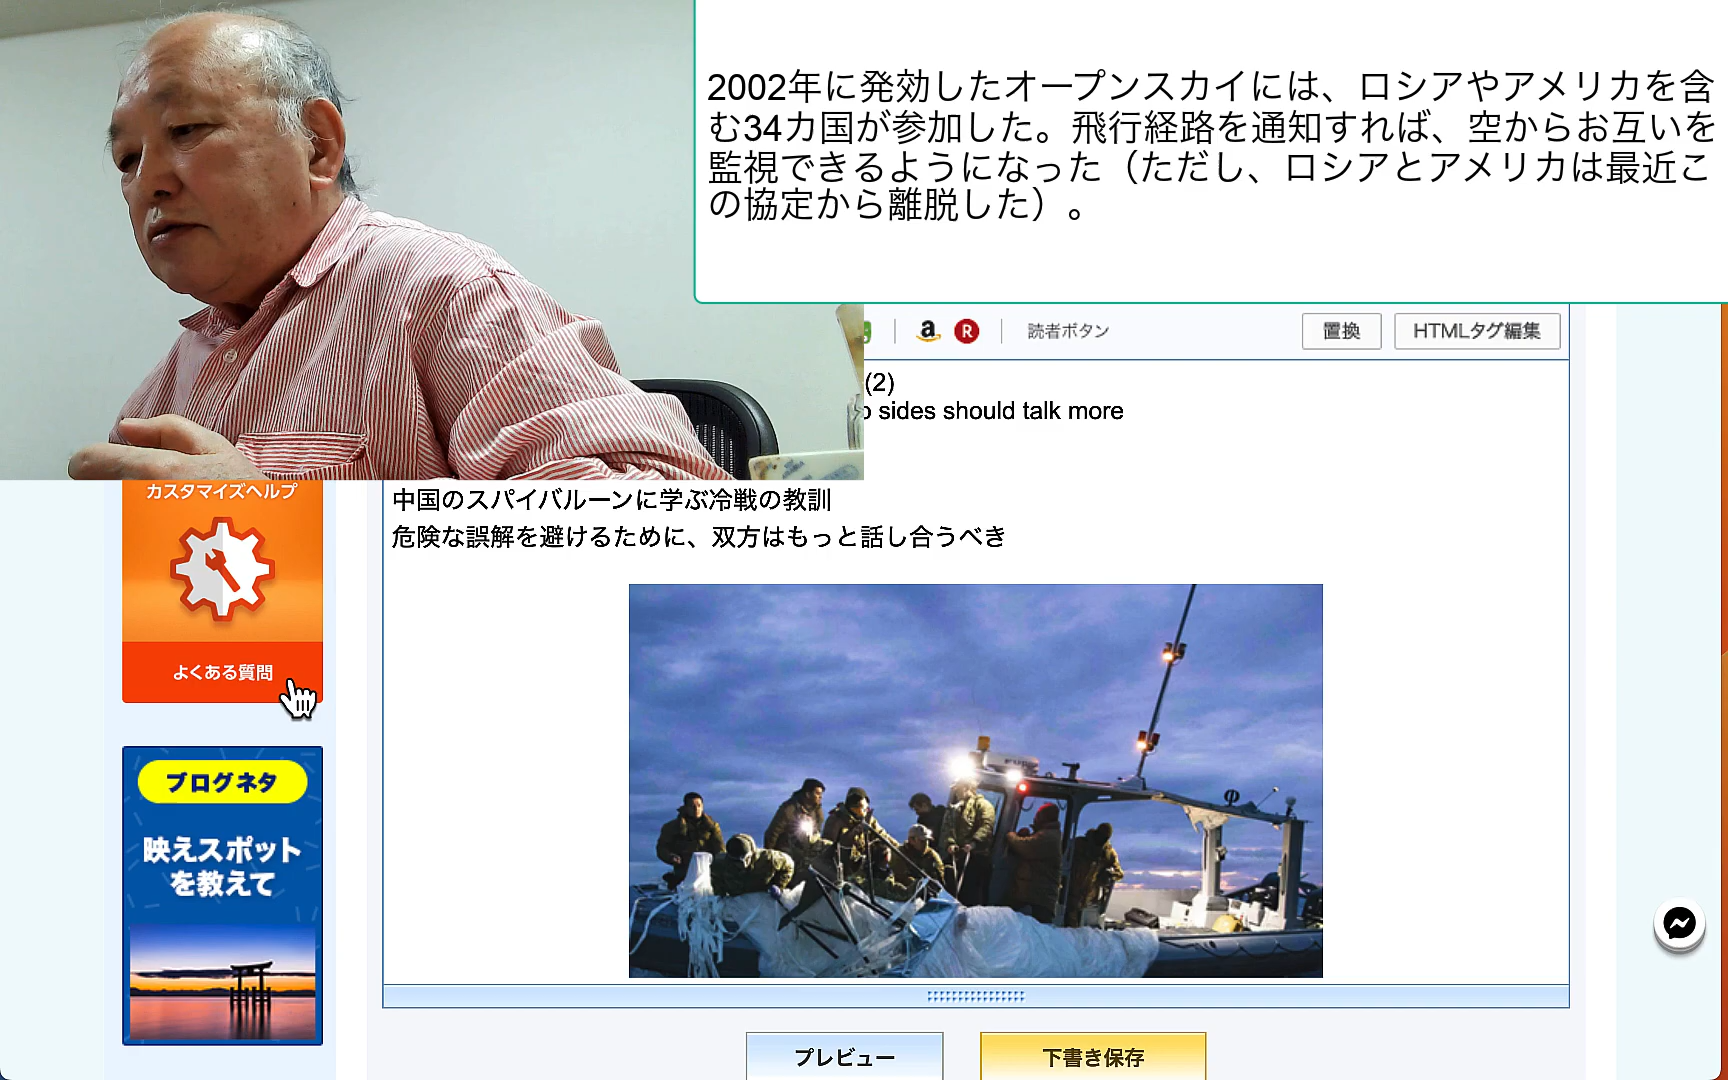 2002年に発効したオープンスカイには、ロシアやアメリカを含
む34カ国が参加した。飛行経路を通知すれば、空からお互いを
監視できるようになった（ただし、ロシアとアメリカは最近こ
の協定から離脱した）。
a R 読者ボタン 置換 HTMLタグ編集
(2)
sides should talk more
カスタマイズヘルプ
中国のスパイバルーンに学ぶ冷戦の教訓
危険な誤解を避けるために、双方はもっと話し合うべき
よくある質問
ブログネタ
映えスポット
を教えて
プレビュー 下書き保存